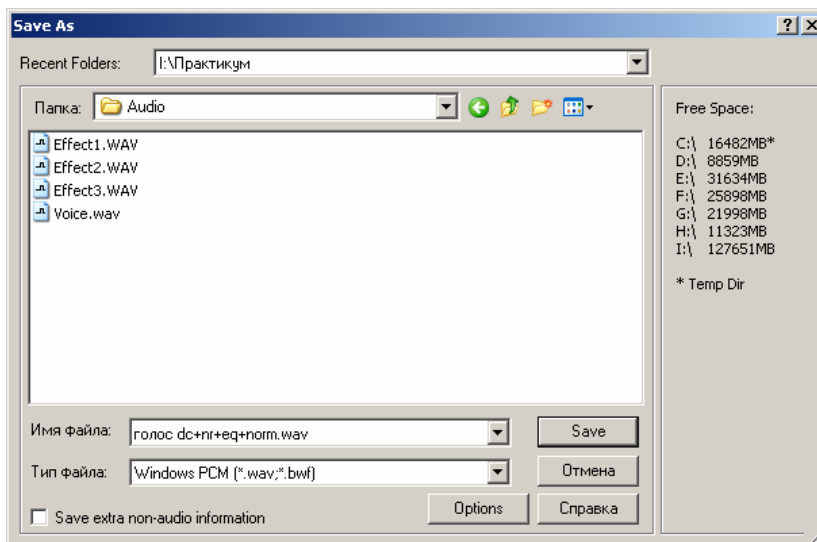 Save As
Recent Folders: I:\Практикум
Папка: Audio
Effect1.WAV
Effect2.WAV
Effect3.WAV
Voice.wav
Имя файла: голос dc+nr+eq+norm.wav Save
Тип файла: Windows PCM (*.wav;*.bwf) Отмена
Save extra non-audio information Options Справка
Free Space:
C:\ 16482MB*
D:\ 8859MB
E:\ 31634MB
F:\ 25898MB
G:\ 21998MB
H:\ 11323MB
I:\ 127651MB
* Temp Dir